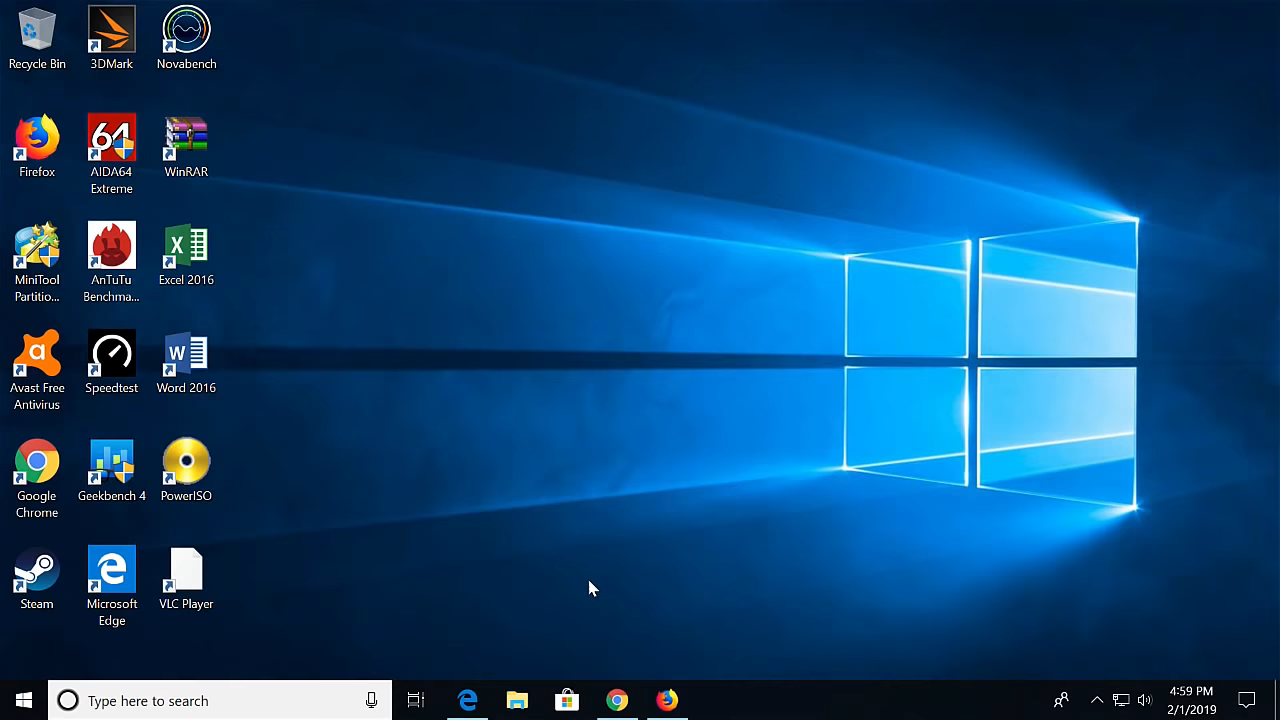 Recycle Bin
3DMark
Novabench
Firefox
64
AIDA64
Extreme
WinRAR
MiniTool
Partitio...
AnTuTu
Benchma...
X
Excel 2016
a
Avast Free
Antivirus
Speedtest
W
Word 2016
Google
Chrome
Geekbench 4
PowerISO
Steam
Microsoft
Edge
VLC Player
Type here to search
4:59 PM
2/1/2019